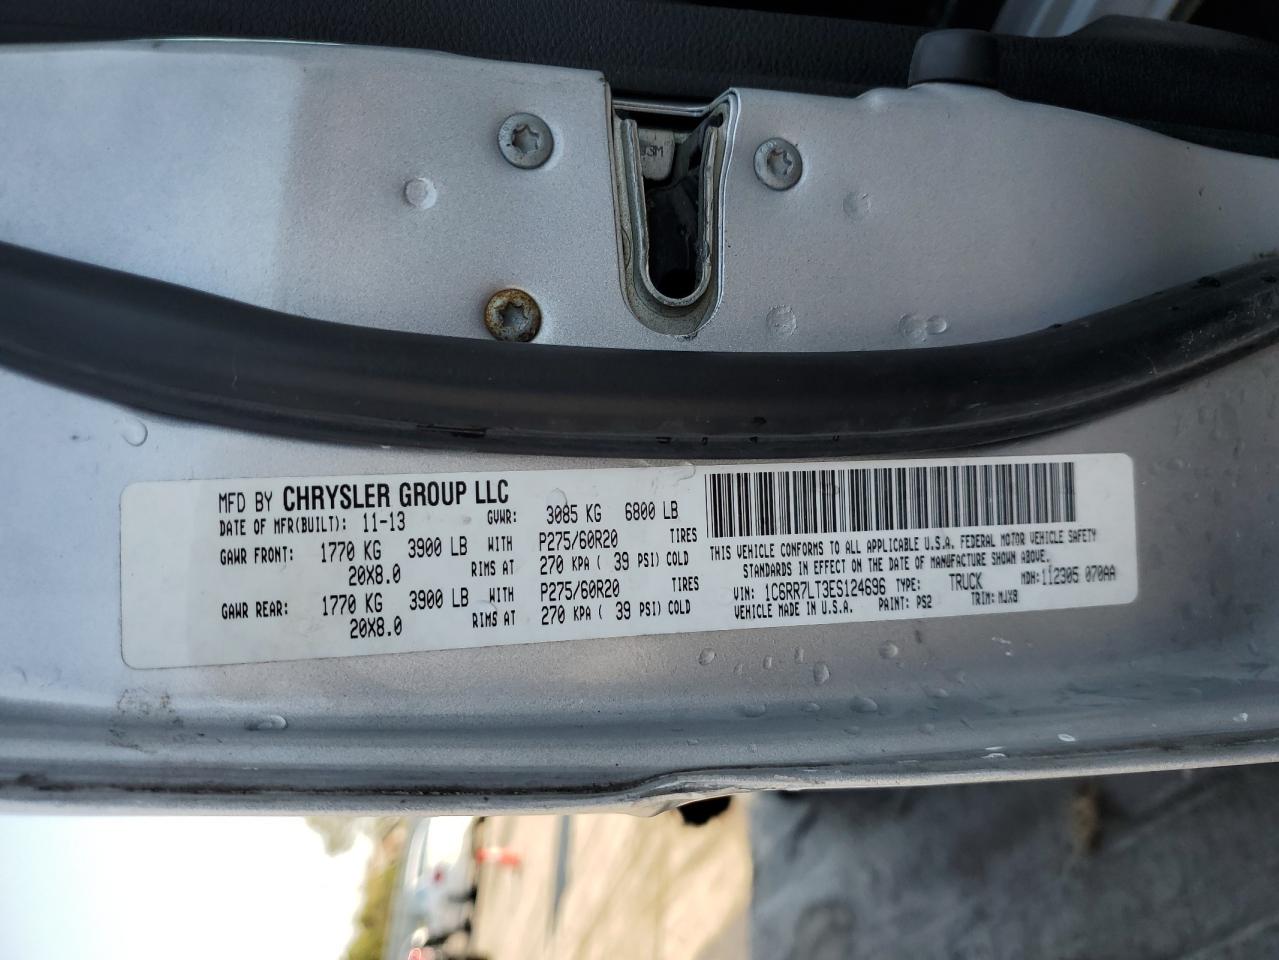 MFD BY CHRYSLER GROUP LLC
DATE OF MFR(BUILT): 11-13 GVWR: 3085 KG 6800 LB
GAWR FRONT: 1770 KG 3900 LB WITH P275/60R20 TIRES
20X8.0 RIMS AT 270 KPA ( 39 PSI) COLD
GAWR REAR: 1770 KG 3900 LB WITH P275/60R20 TIRES
20X8.0 RIMS AT 270 KPA ( 39 PSI) COLD
THIS VEHICLE CONFORMS TO ALL APPLICABLE U.S.A. FEDERAL MOTOR VEHICLE SAFETY
STANDARDS IN EFFECT ON THE DATE OF MANUFACTURE SHOWN ABOVE.
VIN: 1C6RR7LT3ES124696 TYPE: TRUCK MDH: 112305 070AA
VEHICLE MADE IN U.S.A. PAINT: PS2 TRIM: MJX8